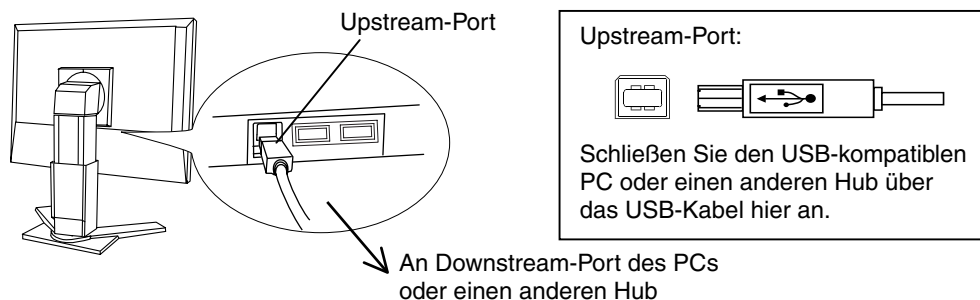 Upstream-Port
An Downstream-Port des PCs
oder einen anderen Hub
Upstream-Port:
Schließen Sie den USB-kompatiblen
PC oder einen anderen Hub über
das USB-Kabel hier an.